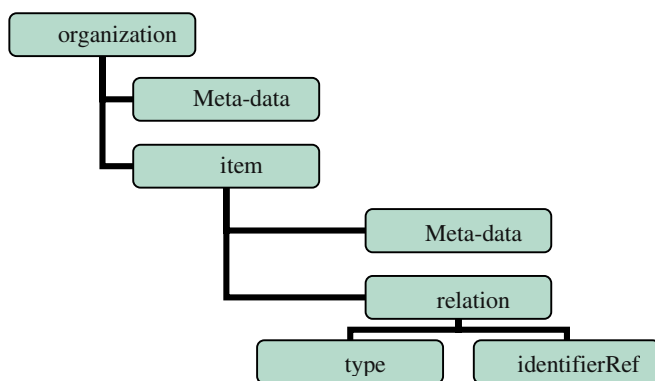 organization
Meta-data
item
Meta-data
relation
type
identifierRef